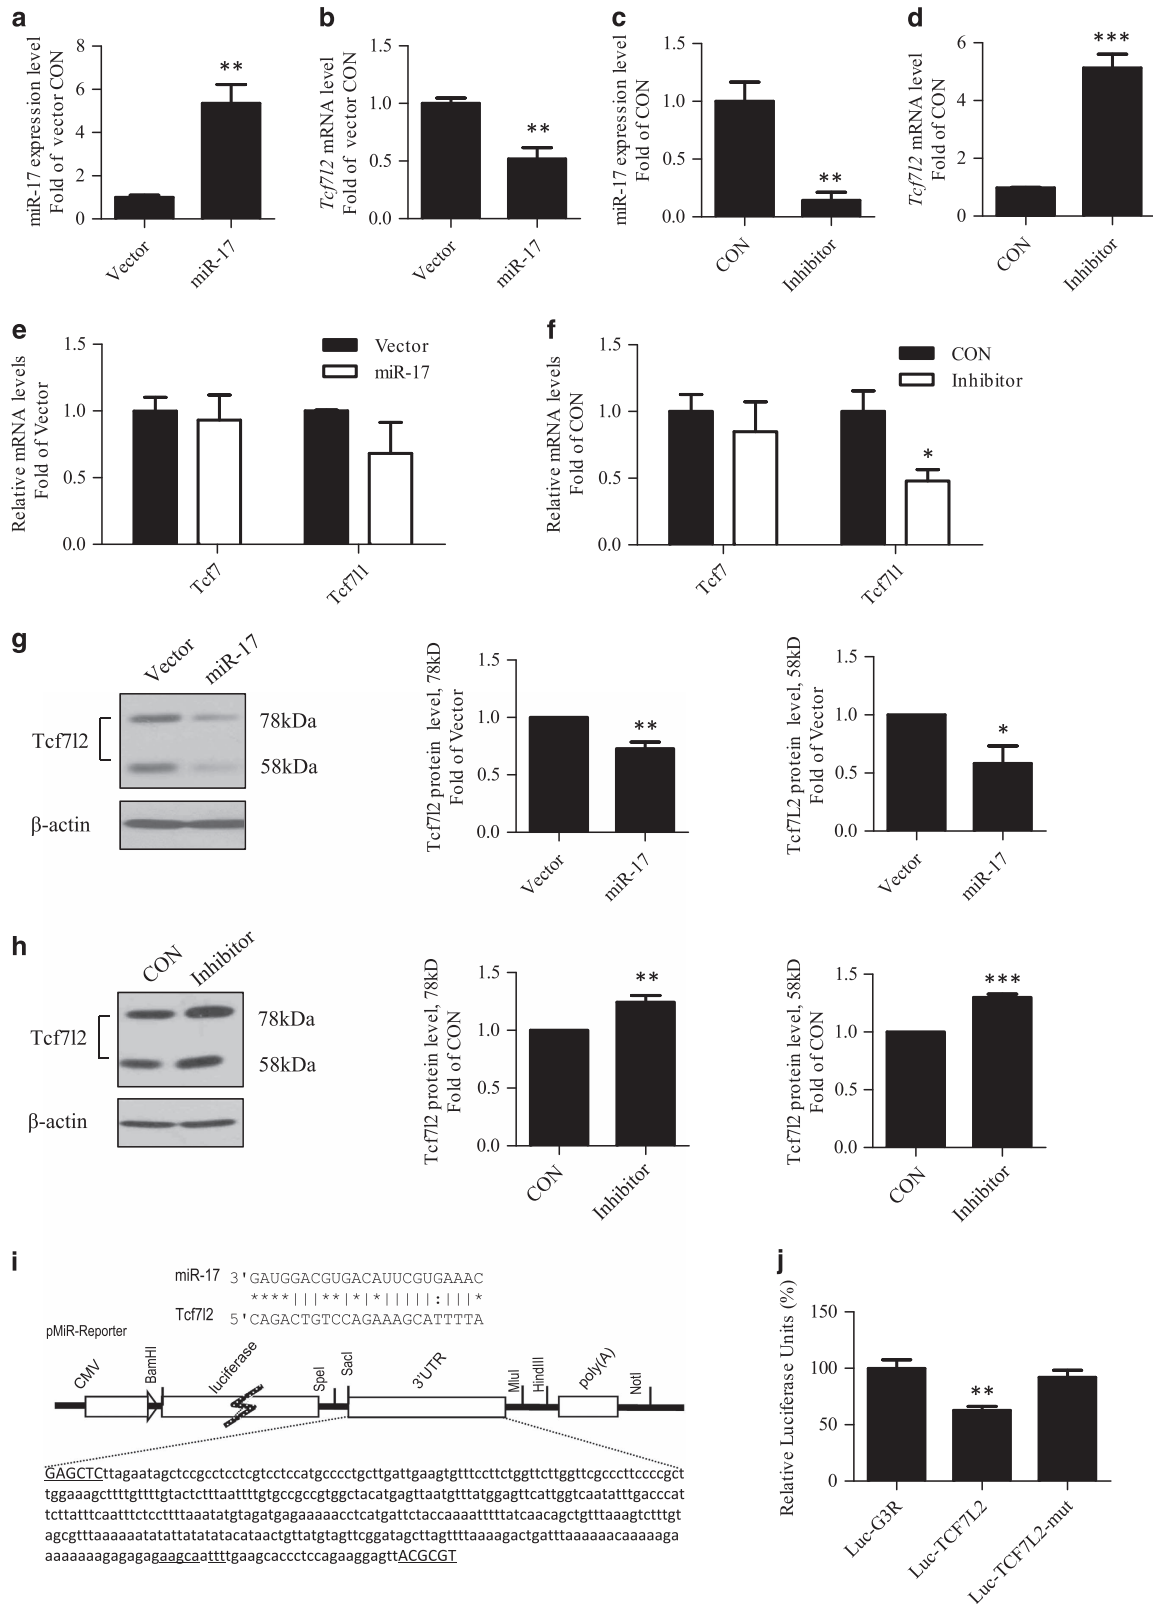 a
miR-17 expression level
Fold of vector CON
8
6
4
2
0
**
Vector
miR-17
b
Tcf7l2 mRNA level
Fold of vector CON
1.5
1.0
0.5
0.0
**
Vector
miR-17
c
miR-17 expression level
Fold of CON
1.5
1.0
0.5
0.0
**
CON
Inhibitor
d
Tcf7l2 mRNA level
Fold of CON
6
4
2
0
***
CON
Inhibitor
e
Relative mRNA levels
Fold of Vector
1.5
1.0
0.5
0.0
Vector
miR-17
Tcf7
Tcf7l1
f
Relative mRNA levels
Fold of CON
1.5
1.0
0.5
0.0
CON
Inhibitor
*
Tcf7
Tcf7l1
g
Vector
miR-17
Tcf7l2
78kDa
58kDa
β-actin
Tcf7l2 protein level, 78kD
Fold of Vector
1.5
1.0
0.5
0.0
**
Vector
miR-17
Tcf7L2 protein level, 58kD
Fold of Vector
1.5
1.0
0.5
0.0
*
Vector
miR-17
h
CON
Inhibitor
Tcf7l2
78kDa
58kDa
β-actin
Tcf7l2 protein level, 78kD
Fold of CON
1.5
1.0
0.5
0.0
**
CON
Inhibitor
Tcf7l2 protein level, 58kD
Fold of CON
1.5
1.0
0.5
0.0
***
CON
Inhibitor
i
miR-17 3'GAUGGACGUGACAUUCGUGAAAC
****|||**|*|*|||||:|||*
Tcf7l2 5'CAGACTGTCCAGAAAGCATTTTA
pMiR-Reporter
CMV
BamHI
luciferase
SpeI
SacI
3'UTR
MluI
HindIII
poly(A)
NotI
GAGCTCttagaatagctccgcctcctcgtcctccatgcccctgcttgattgaagtgtttccttctggttcttggttcgcccttccccgct
tggaaagcttttgttttgtactctttaattttgtgccgccgtggctacatgagttaatgtttatggagttcattggtcaatatttgacccat
tcttatttcaatttctccttttaaatatgtagatgagagaaaaacctcatgattctaccaaaatttttatcaacagctgtttaaagtctttgt
agcgtttaaaaaatatattatatatacataactgttatgtagttcggatagcttagttttaaaagactgatttaaaaaacaaaaaga
aaaaaaagagagagaagcaattttgaagcaccctccagaaggagttACGCGT
j
Relative Luciferase Units (%)
150
100
50
0
**
Luc-G3R
Luc-TCF7L2
Luc-TCF7L2-mut